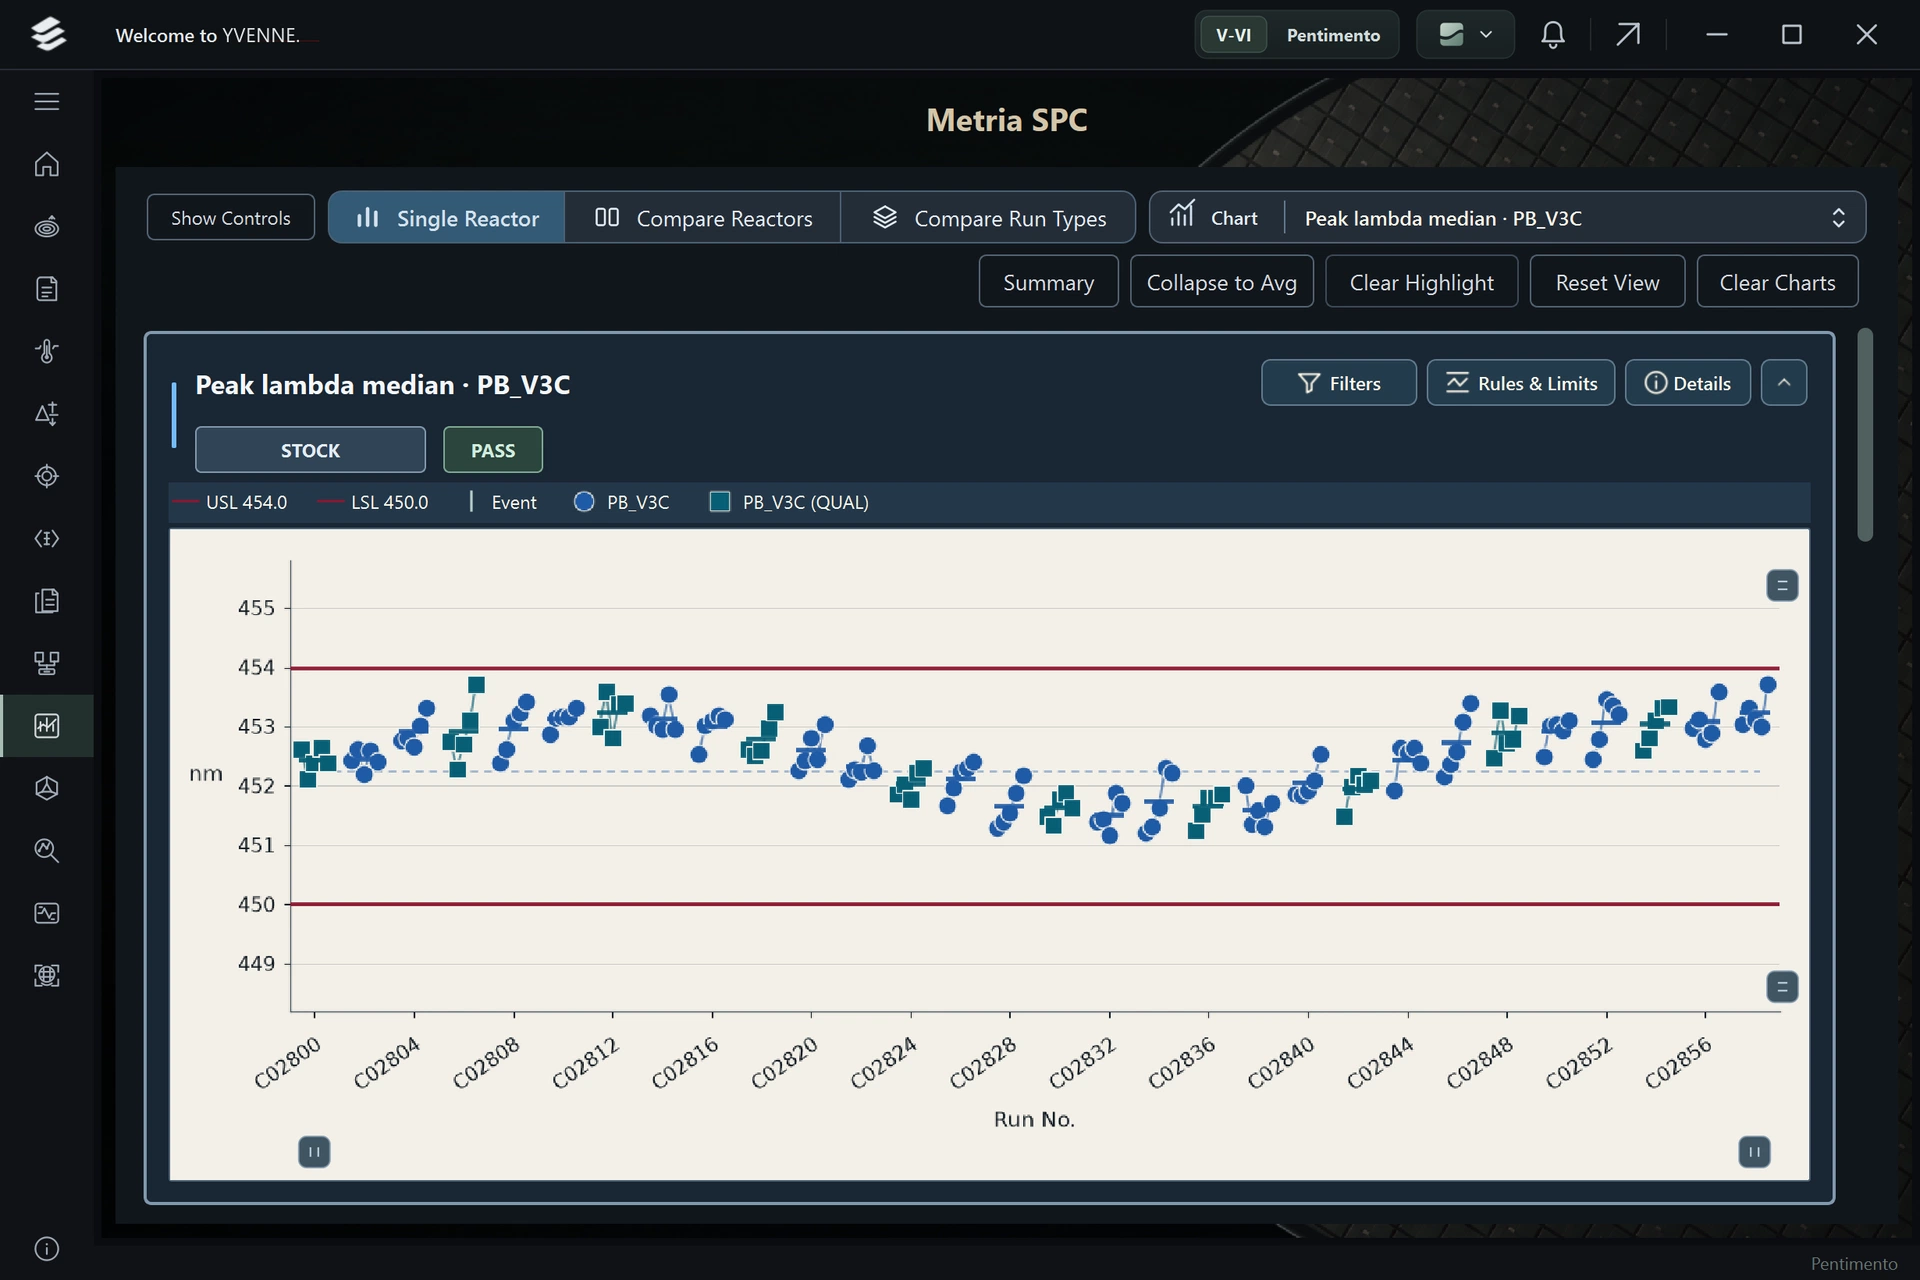 Welcome to YVENNE.
V-VI Pentimento
Metria SPC
Show Controls
Single Reactor
Compare Reactors
Compare Run Types
Chart
Peak lambda median · PB_V3C
Summary
Collapse to Avg
Clear Highlight
Reset View
Clear Charts
Peak lambda median · PB_V3C
Filters
Rules & Limits
Details
STOCK
PASS
USL 454.0
LSL 450.0
Event
PB_V3C
PB_V3C (QUAL)
455
454
453
nm
452
451
450
449
C02800
C02804
C02808
C02812
C02816
C02820
C02824
C02828
C02832
C02836
C02840
C02844
C02848
C02852
C02856
Run No.
Pentimento